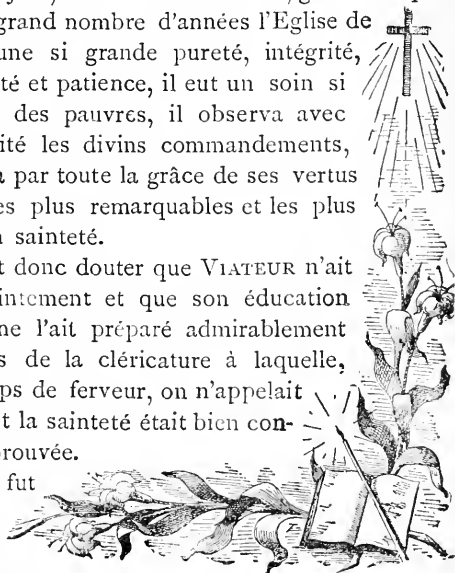 grand nombre d'années l'Eglise de
une si grande pureté, intégrité,
té et patience, il eut un soin si
des pauvres, il observa avec
ité les divins commandements,
a par toute la grâce de ses vertus
es plus remarquables et les plus
a sainteté.
t donc douter que VIATEUR n'ait
intement et que son éducation
ne l'ait préparé admirablement
s de la cléricature à laquelle,
ps de ferveur, on n'appelait
t la sainteté était bien con-
rouvée.
fut